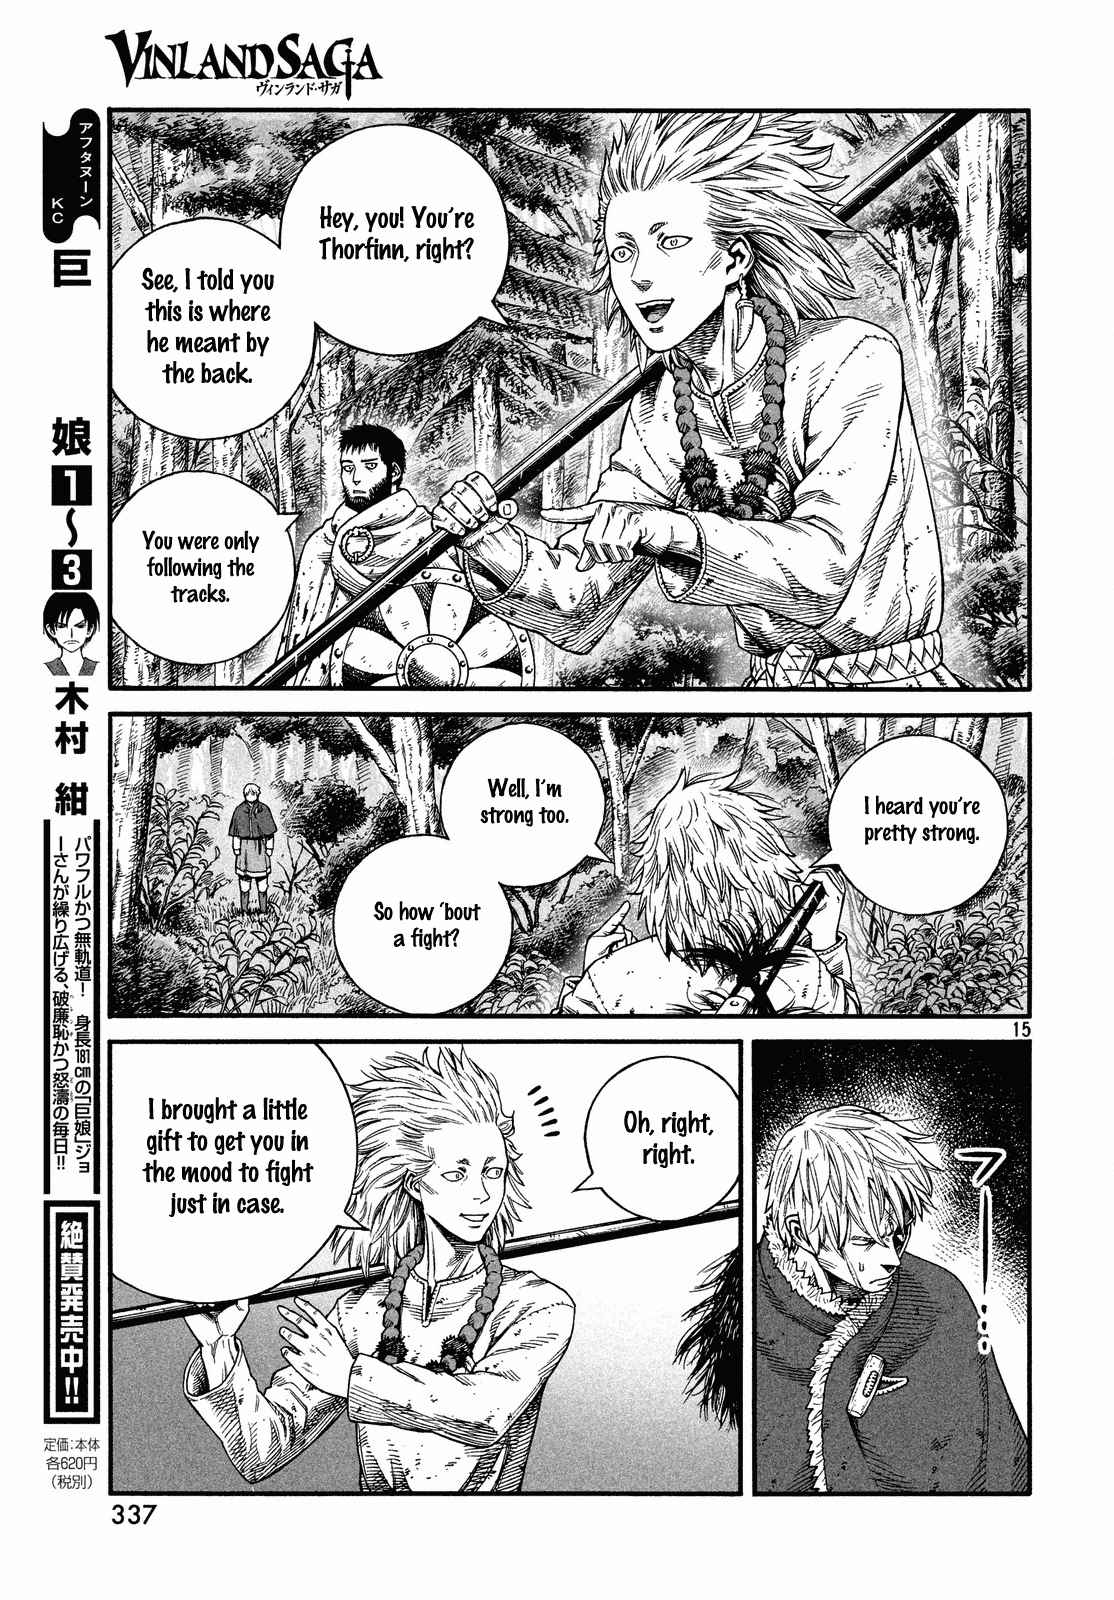 VINLAND SAGA
ヴィンランド・サガ
Hey, you! You're
Thorfinn, right?
See, I told you
this is where
he meant by
the back.
You were only
following the
tracks.
I heard you're
pretty strong.
Well, I'm
strong too.
So how 'bout
a fight?
15
フー…
Oh, right,
right.
I brought a little
gift to get you in
the mood to fight
just in case.
アフタヌーン
KC
巨娘1～3
木村紺
パワフルかつ無軌道！　身長181cmの「巨娘」ジョ
ーさんが繰り広げる、破廉恥かつ怒濤の毎日!!
絶賛発売中!!
定価：本体
各620円
（税別）
337